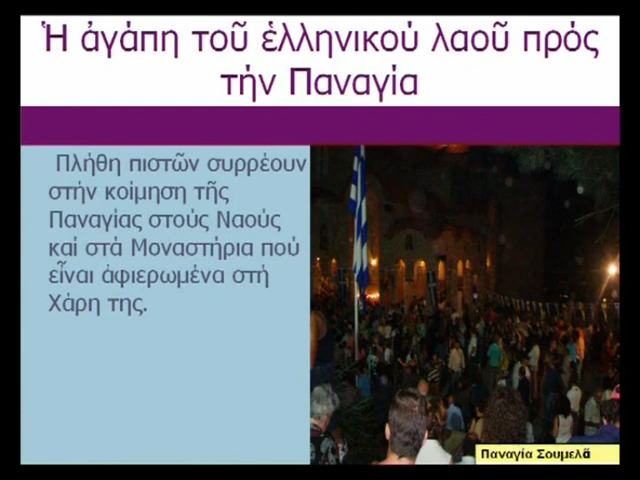 Ἡ ἀγάπη τοῦ ἑλληνικού λαοῦ πρός
τήν Παναγία
Πλήθη πιστῶν συρρέουν
στήν κοίμηση τῆς
Παναγίας στούς Ναούς
καί στά Μοναστήρια πού
εἶναι ἀφιερωμένα στή
Χάρη της.
Παναγία Σουμελᾶ